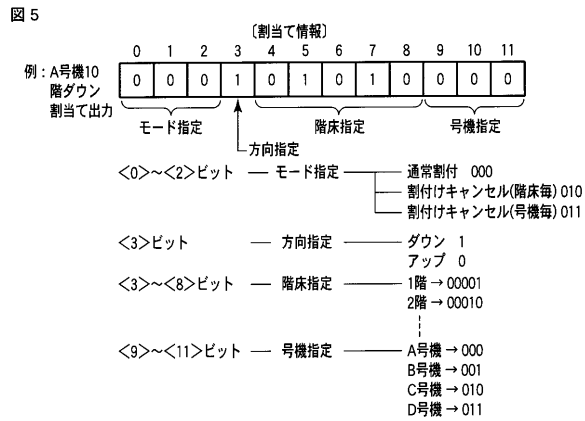 図5
〔割当て情報〕
0 1 2 3 4 5 6 7 8 9 10 11
例：A号機10
階ダウン
割当て出力
0 0 0 1 0 1 0 1 0 0 0 0
モード指定 階床指定 号機指定
方向指定
<0>～<2>ビット モード指定 通常割付 000
割付けキャンセル(階床毎)010
割付けキャンセル(号機毎)011
<3>ビット 方向指定 ダウン 1
アップ 0
<3>～<8>ビット 階床指定 1階→00001
2階→00010
<9>～<11>ビット 号機指定 A号機→000
B号機→001
C号機→010
D号機→011